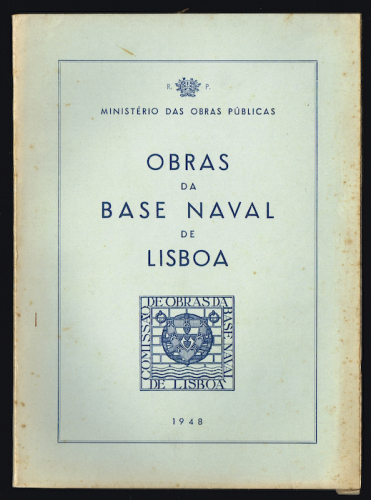 R. P.
MINISTÉRIO DAS OBRAS PÚBLICAS
OBRAS
DA
BASE NAVAL
DE
LISBOA
COMISSÃO
DE OBRAS DA
BASE NAVAL
DE LISBOA
1948